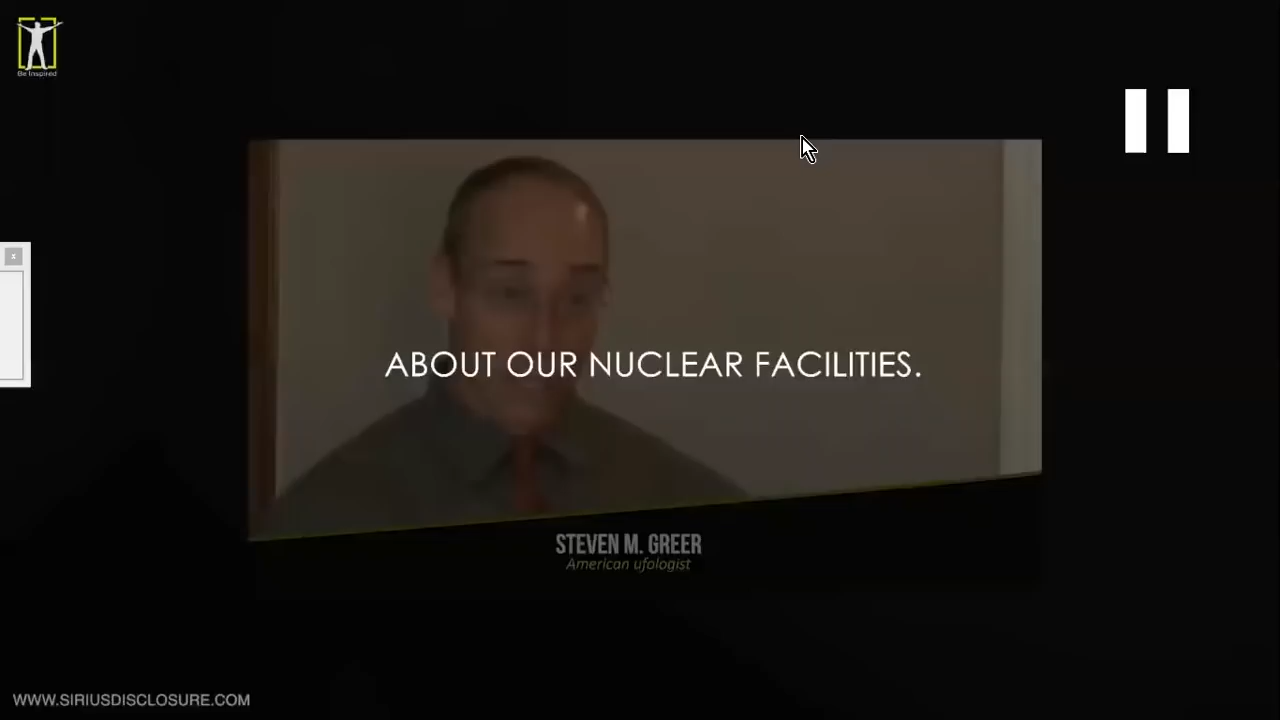 Be Inspired
x
ABOUT OUR NUCLEAR FACILITIES.
STEVEN M. GREER
American ufologist
WWW.SIRIUSDISCLOSURE.COM